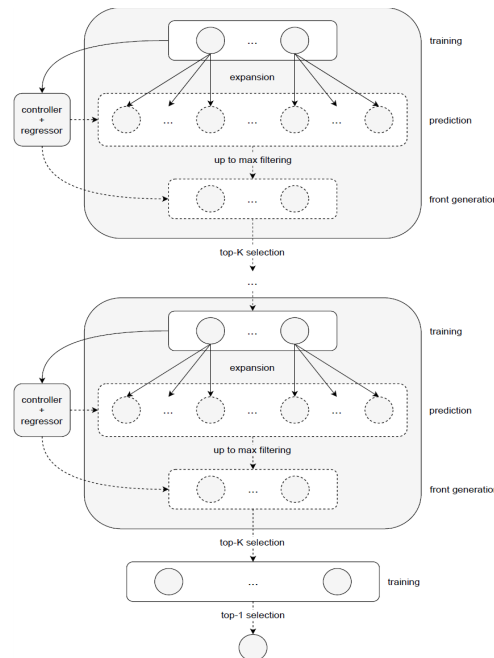 ...
training
expansion
controller
+
regressor
... ... ...
prediction
up to max filtering
...
front generation
top-K selection
...
...
training
expansion
controller
+
regressor
... ... ...
prediction
up to max filtering
...
front generation
top-K selection
...
training
top-1 selection